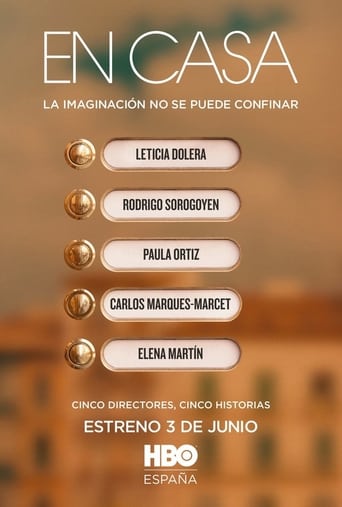 EN CASA
LA IMAGINACIÓN NO SE PUEDE CONFINAR
LETICIA DOLERA
RODRIGO SOROGOYEN
PAULA ORTIZ
CARLOS MARQUES-MARCET
ELENA MARTÍN
CINCO DIRECTORES, CINCO HISTORIAS
ESTRENO 3 DE JUNIO
HBO
ESPAÑA